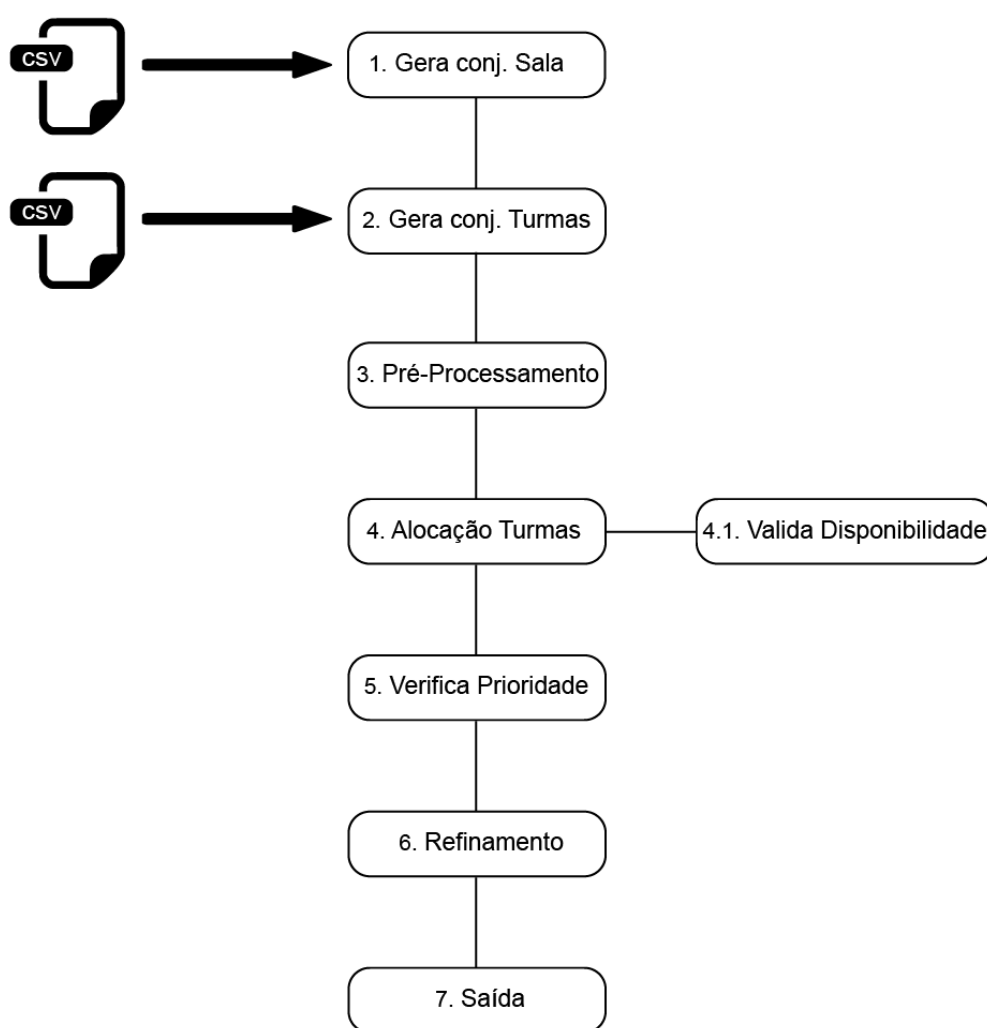 CSV
1. Gera conj. Sala
CSV
2. Gera conj. Turmas
3. Pré-Processamento
4. Alocação Turmas
4.1. Valida Disponibilidade
5. Verifica Prioridade
6. Refinamento
7. Saída